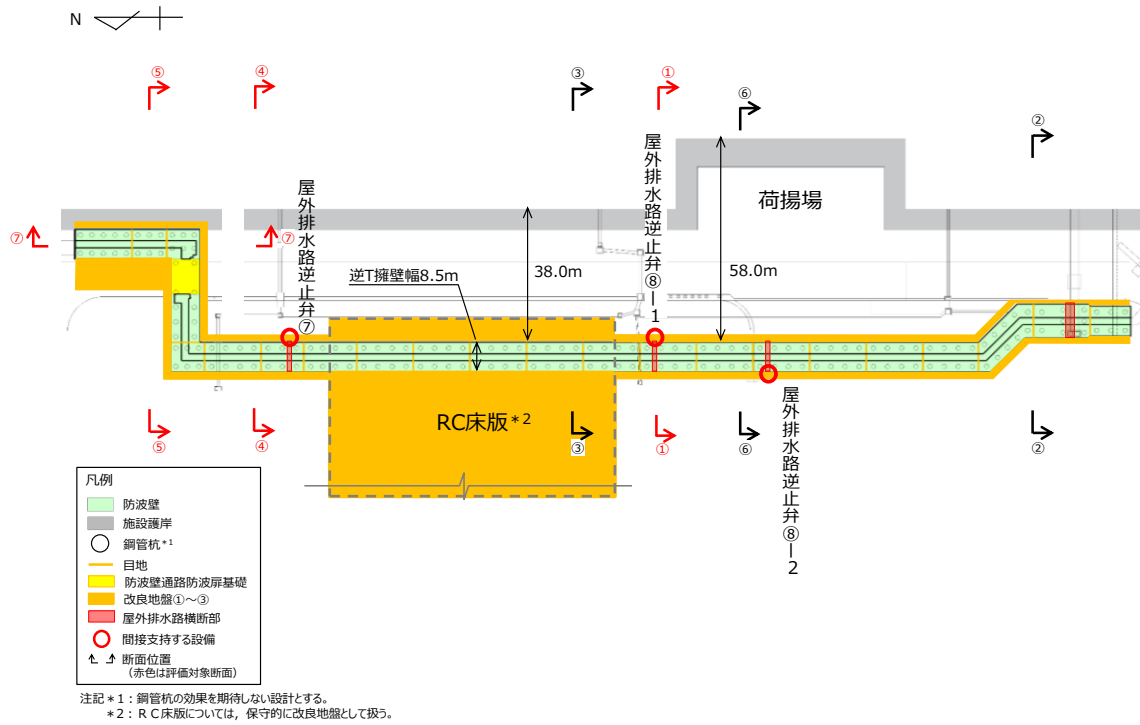 N
⑤
④
③
①
⑥
②
屋外排水路逆止弁⑧ー1
荷揚場
屋外排水路逆止弁⑦
⑦
⑦
38.0m
58.0m
逆T擁壁幅8.5m
RC床版*2
屋外排水路逆止弁⑧ー2
⑤
④
③
①
⑥
②
凡例
防波壁
施設護岸
鋼管杭*1
目地
防波壁通路防波扉基礎
改良地盤①～③
屋外排水路横断部
間接支持する設備
断面位置
(赤色は評価対象断面)
注記*1:鋼管杭の効果を期待しない設計とする。
*2:RC床版については,保守的に改良地盤として扱う。